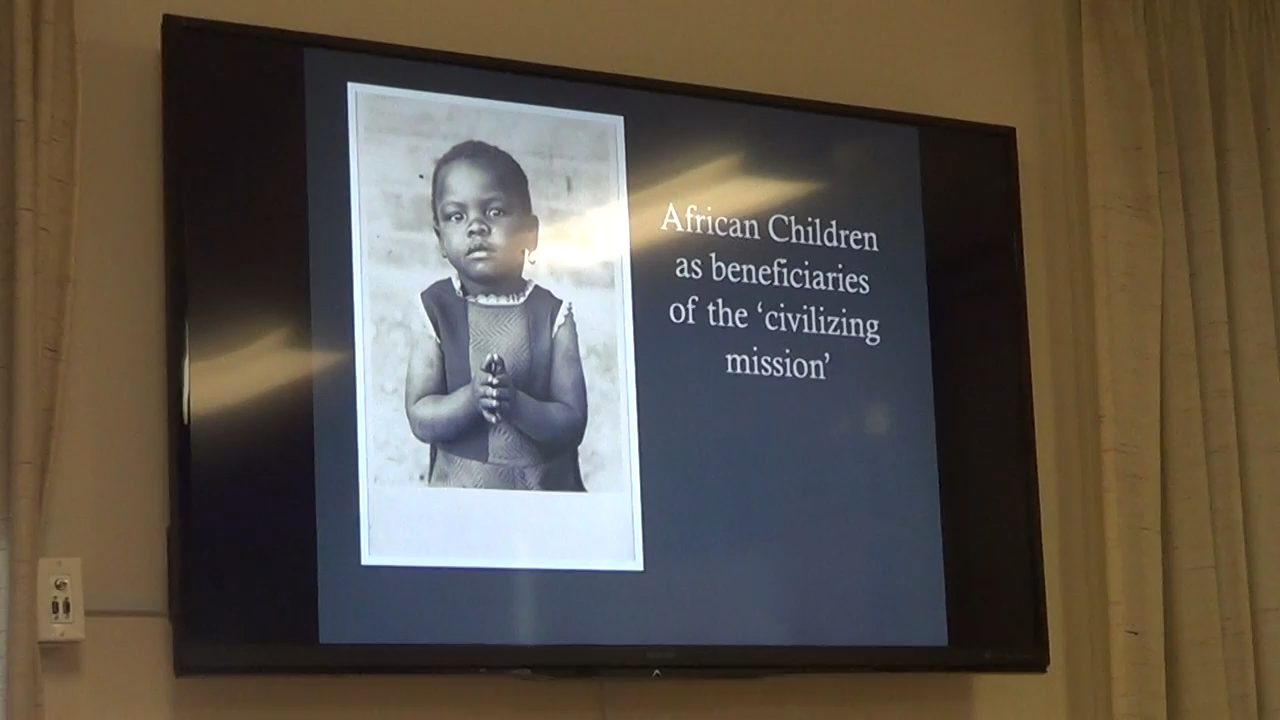 African Children
as beneficiaries
of the ‘civilizing
mission’